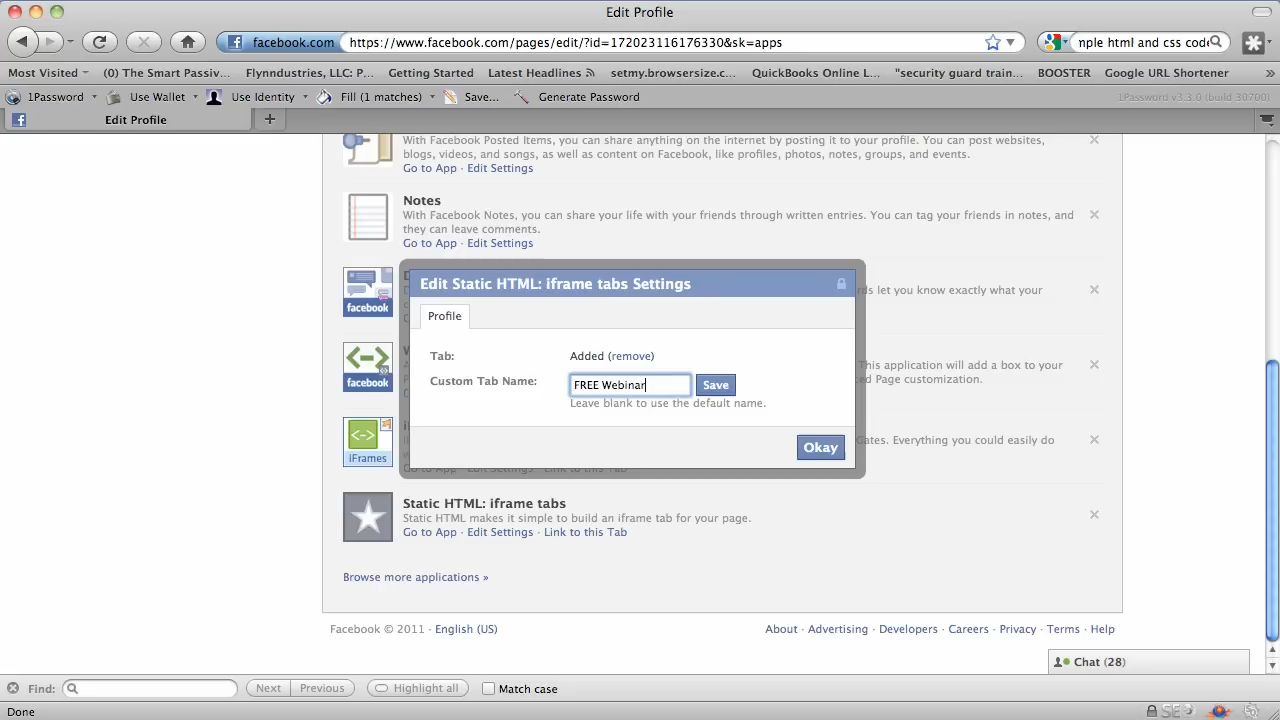 Edit Profile
facebook.com
https://www.facebook.com/pages/edit/?id=172023116176330&sk=apps
nple html and css code
Most Visited
(0) The Smart Passiv...
Flynndustries, LLC: P...
Getting Started
Latest Headlines
setmy.browsersize.c...
QuickBooks Online L...
"security guard train...
BOOSTER
Google URL Shortener
»
1Password
Use Wallet
Use Identity
Fill (1 matches)
Save...
Generate Password
1Password v3.3.0 (build 30700)
Edit Profile
With Facebook Posted Items, you can share anything on the internet by posting it to your profile. You can post websites,
blogs, videos, and songs, as well as content on Facebook, like profiles, photos, notes, groups, and events.
Go to App · Edit Settings
Notes
With Facebook Notes, you can share your life with your friends through written entries. You can tag your friends in notes, and
they can leave comments.
Go to App · Edit Settings
Edit Static HTML: iframe tabs Settings
Profile
Tab:
Added (remove)
Custom Tab Name:
FREE Webinar
Save
Leave blank to use the default name.
Okay
facebook
rds let you know exactly what your
facebook
This application will add a box to your
ed Page customization.
iFrames
Gates. Everything you could easily do
Go to App · Edit Settings · Link to this Tab
Static HTML: iframe tabs
Static HTML makes it simple to build an iframe tab for your page.
Go to App · Edit Settings · Link to this Tab
Browse more applications »
Facebook © 2011 · English (US)
About · Advertising · Developers · Careers · Privacy · Terms · Help
Chat (28)
Find:
Next
Previous
Highlight all
Match case
Done